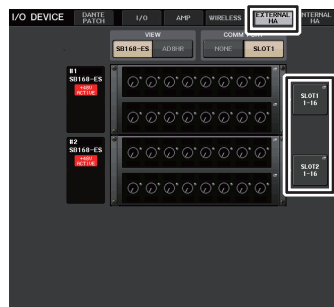 I/O DEVICE
DANTE PATCH
I/O
AMP
WIRELESS
EXTERNAL HA
INTERNAL HA
VIEW
SB168-ES
AD8HR
COMM PORT
NONE
SLOT1
#1
SB168-ES
+48V
ACTIVE
SLOT1
1-16
#2
SB168-ES
+48V
ACTIVE
SLOT2
1-16